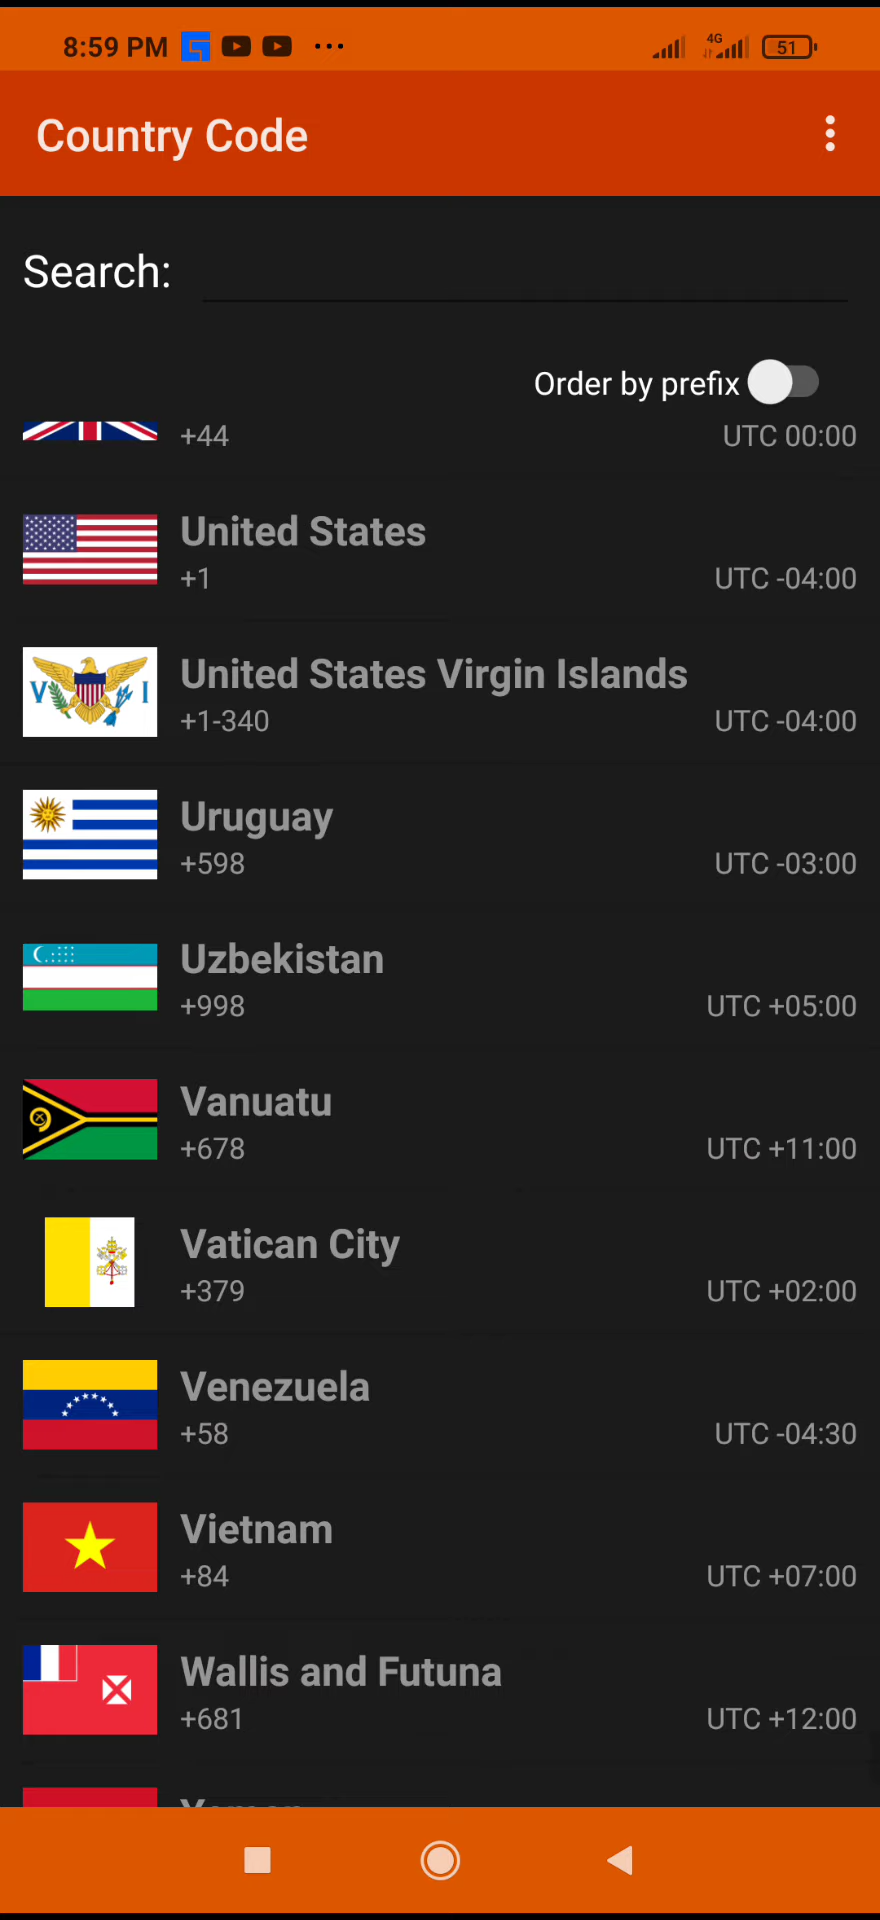 8:59 PM
4G
51
Country Code
Search:
Order by prefix
+44 UTC 00:00
United States
+1 UTC -04:00
V I
United States Virgin Islands
+1-340 UTC -04:00
Uruguay
+598 UTC -03:00
Uzbekistan
+998 UTC +05:00
Vanuatu
+678 UTC +11:00
Vatican City
+379 UTC +02:00
Venezuela
+58 UTC -04:30
Vietnam
+84 UTC +07:00
Wallis and Futuna
+681 UTC +12:00